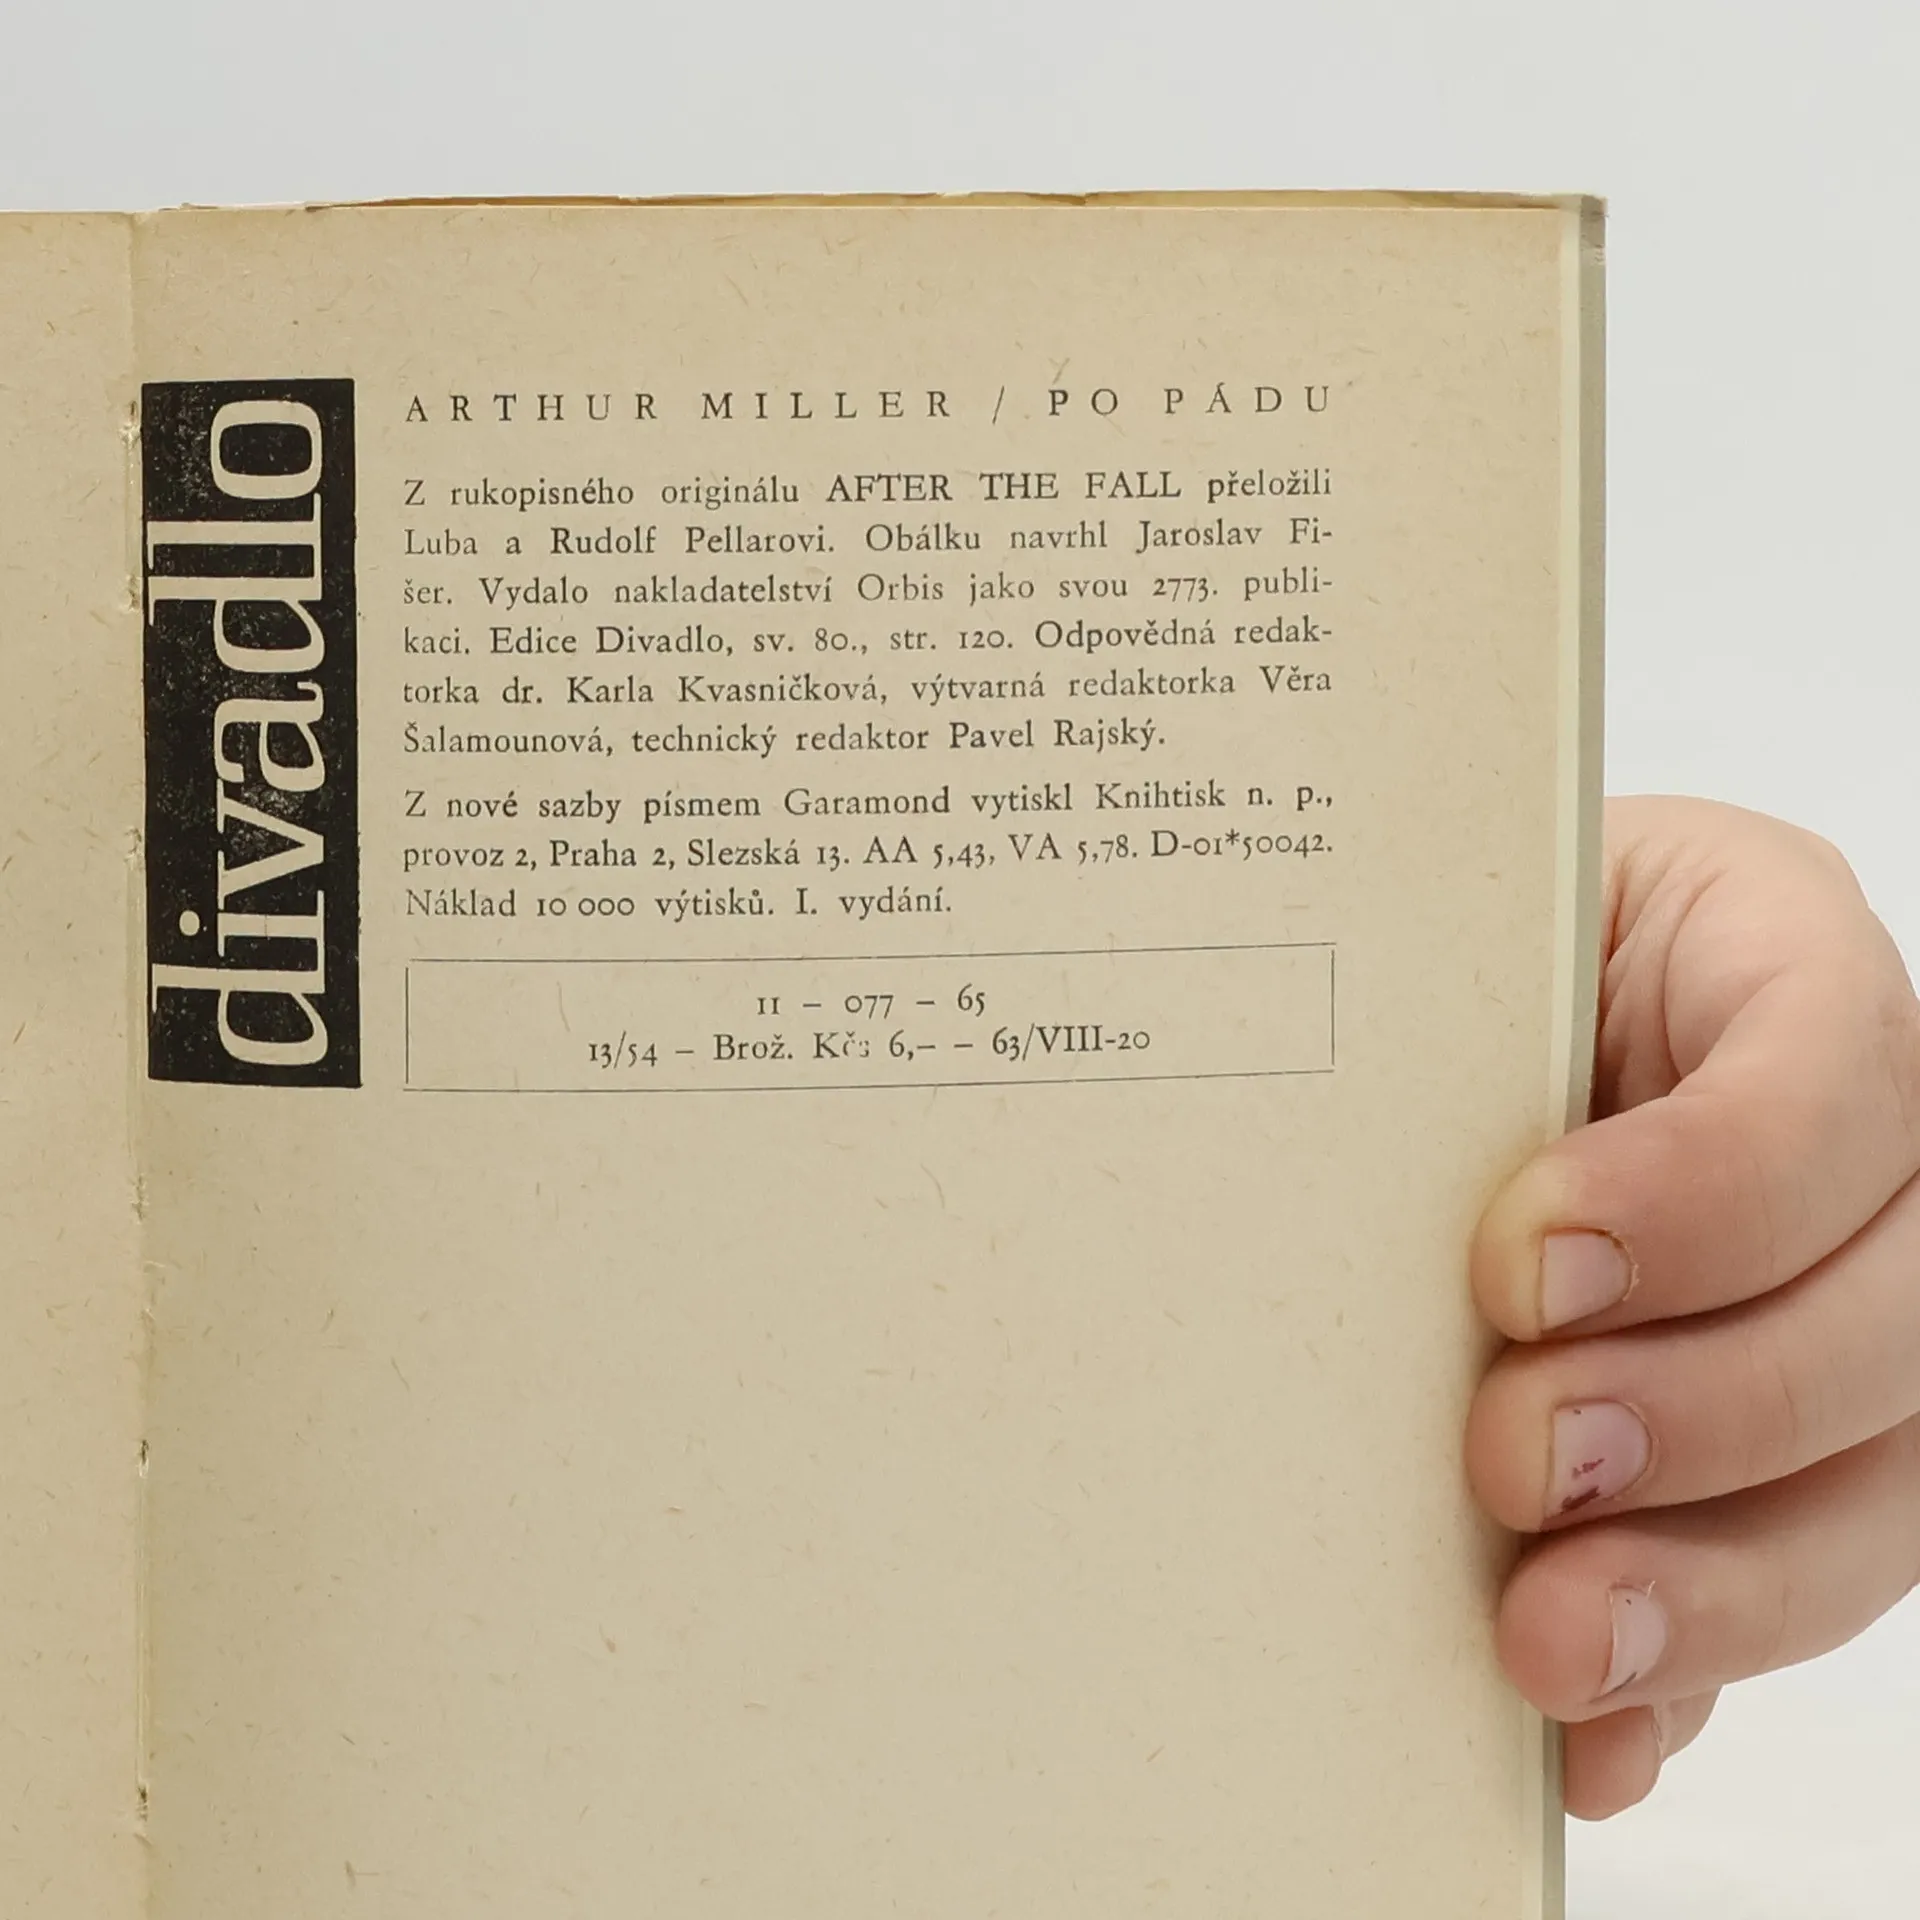 divadlo
ARTHUR MILLER / PO PÁDU
Z rukopisného originálu AFTER THE FALL přeložili
Luba a Rudolf Pellarovi. Obálku navrhl Jaroslav Fi-
šer. Vydalo nakladatelství Orbis jako svou 2773. publi-
kaci. Edice Divadlo, sv. 80., str. 120. Odpovědná redak-
torka dr. Karla Kvasničková, výtvarná redaktorka Věra
Šalamounová, technický redaktor Pavel Rajský.
Z nové sazby písmem Garamond vytiskl Knihtisk n. p.,
provoz 2, Praha 2, Slezská 13. AA 5,43, VA 5,78. D-01*50042.
Náklad 10 000 výtisků. I. vydání.
11 – 077 – 65
13/54 – Brož. Kčs 6,– – 63/VIII-20